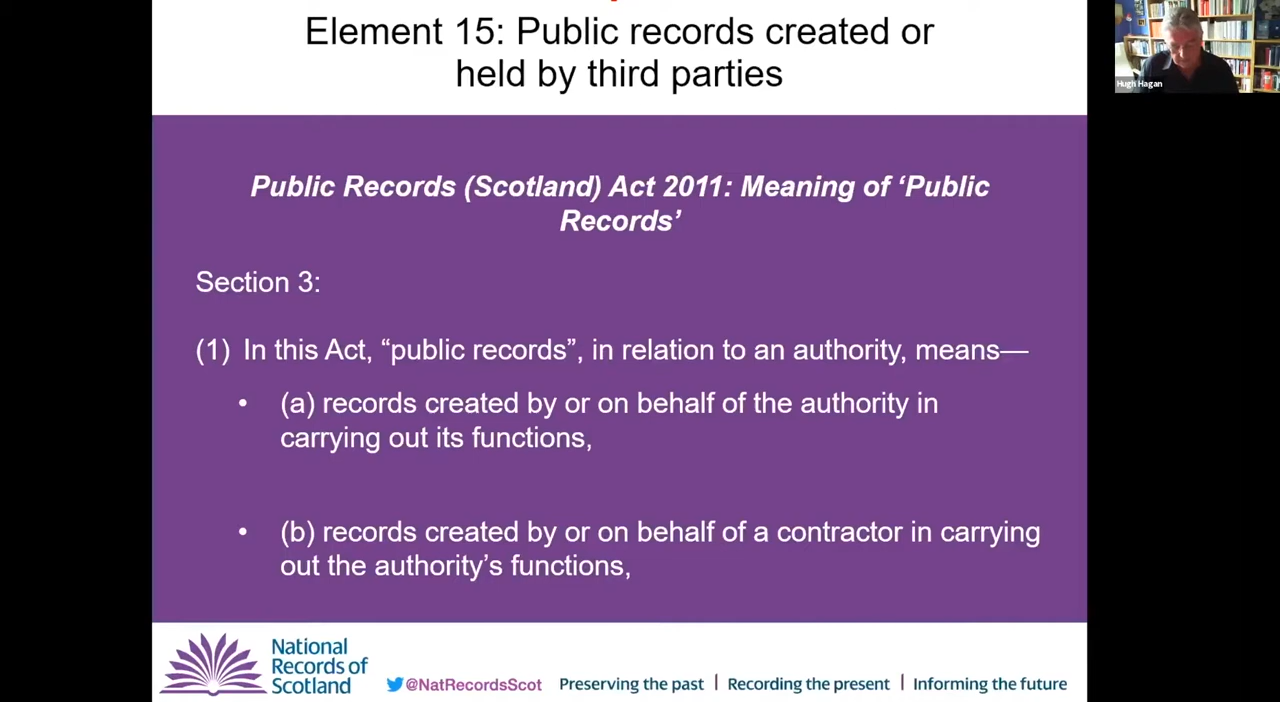 Element 15: Public records created or
held by third parties
Hugh Hagan
Public Records (Scotland) Act 2011: Meaning of ‘Public
Records’
Section 3:
(1) In this Act, “public records”, in relation to an authority, means—
• (a) records created by or on behalf of the authority in
carrying out its functions,
• (b) records created by or on behalf of a contractor in carrying
out the authority’s functions,
National
Records of
Scotland
@NatRecordsScot Preserving the past | Recording the present | Informing the future